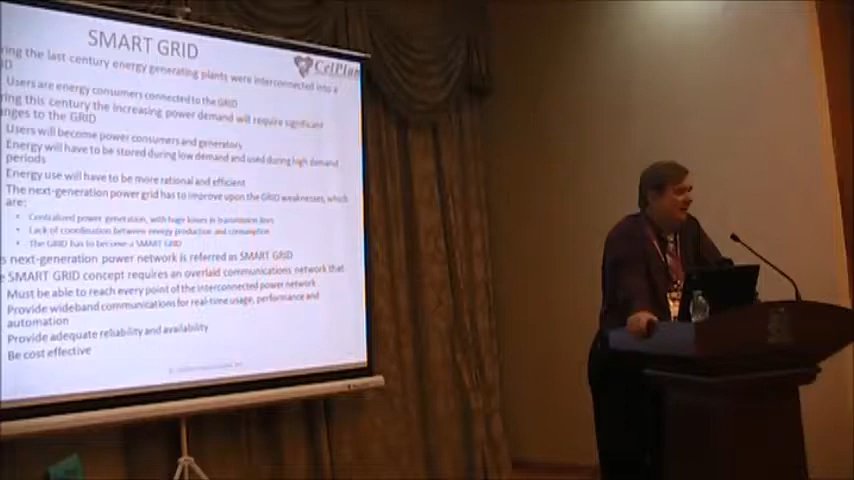 SMART GRID
CelPlan
ring the last century energy generating plants were interconnected into a
ID
Users are energy consumers connected to the GRID
ring this century the increasing power demand will require significant
anges to the GRID
Users will become power consumers and generators
Energy will have to be stored during low demand and used during high demand
periods
Energy use will have to be more rational and efficient
The next-generation power grid has to improve upon the GRID weaknesses, which
are:
• Centralized power generation, with huge losses in transmission lines
• Lack of coordination between energy production and consumption
• The GRID has to become a SMART GRID
s next-generation power network is referred as SMART GRID
e SMART GRID concept requires an overlaid communications network that
Must be able to reach every point of the interconnected power network
Provide wideband communications for real-time usage, performance and
automation
Provide adequate reliability and availability
Be cost effective